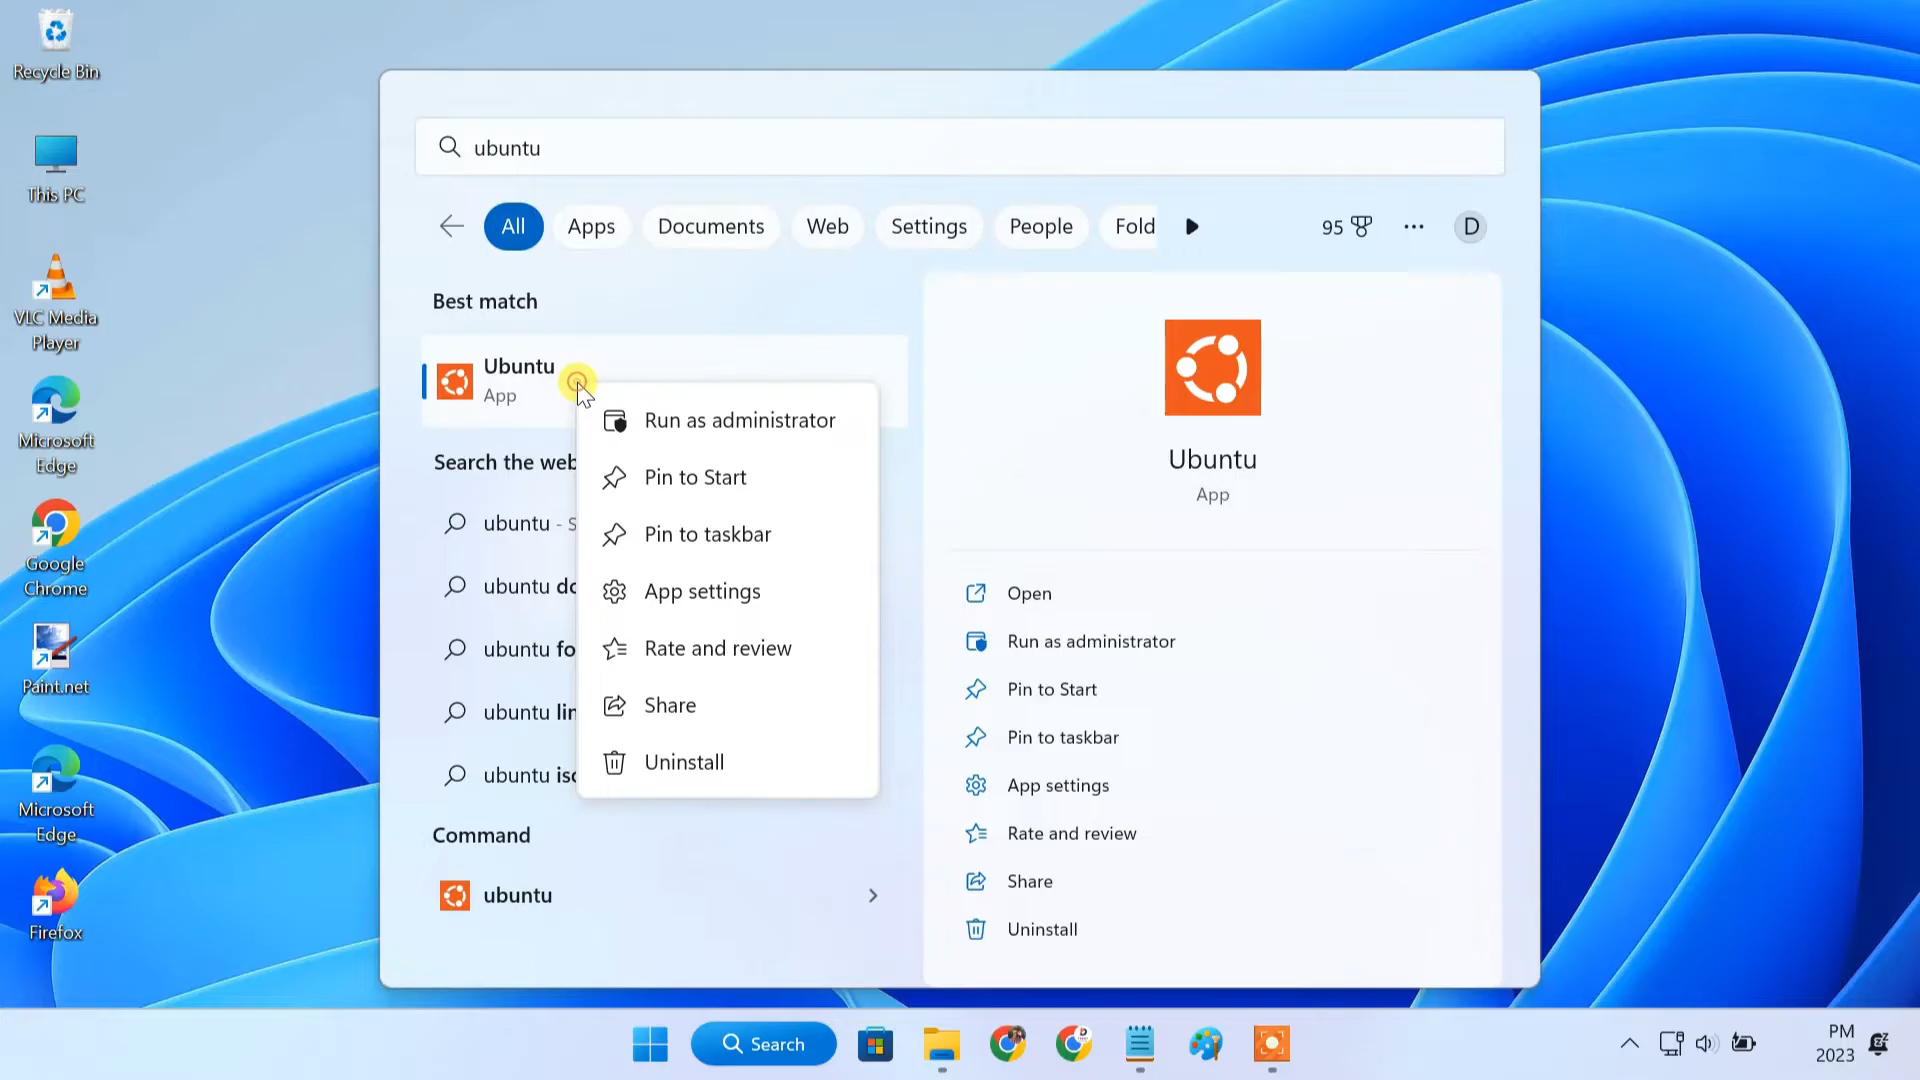 Recycle Bin
This PC
VLC Media
Player
Microsoft
Edge
Google
Chrome
Paint.net
Microsoft
Edge
Firefox
ubuntu
All
Apps
Documents
Web
Settings
People
Fold
95
D
Best match
Ubuntu
App
Search the web
ubuntu - S
ubuntu do
ubuntu fo
ubuntu lin
ubuntu iso
Command
ubuntu
Run as administrator
Pin to Start
Pin to taskbar
App settings
Rate and review
Share
Uninstall
Ubuntu
App
Open
Run as administrator
Pin to Start
Pin to taskbar
App settings
Rate and review
Share
Uninstall
Search
D
PM
2023